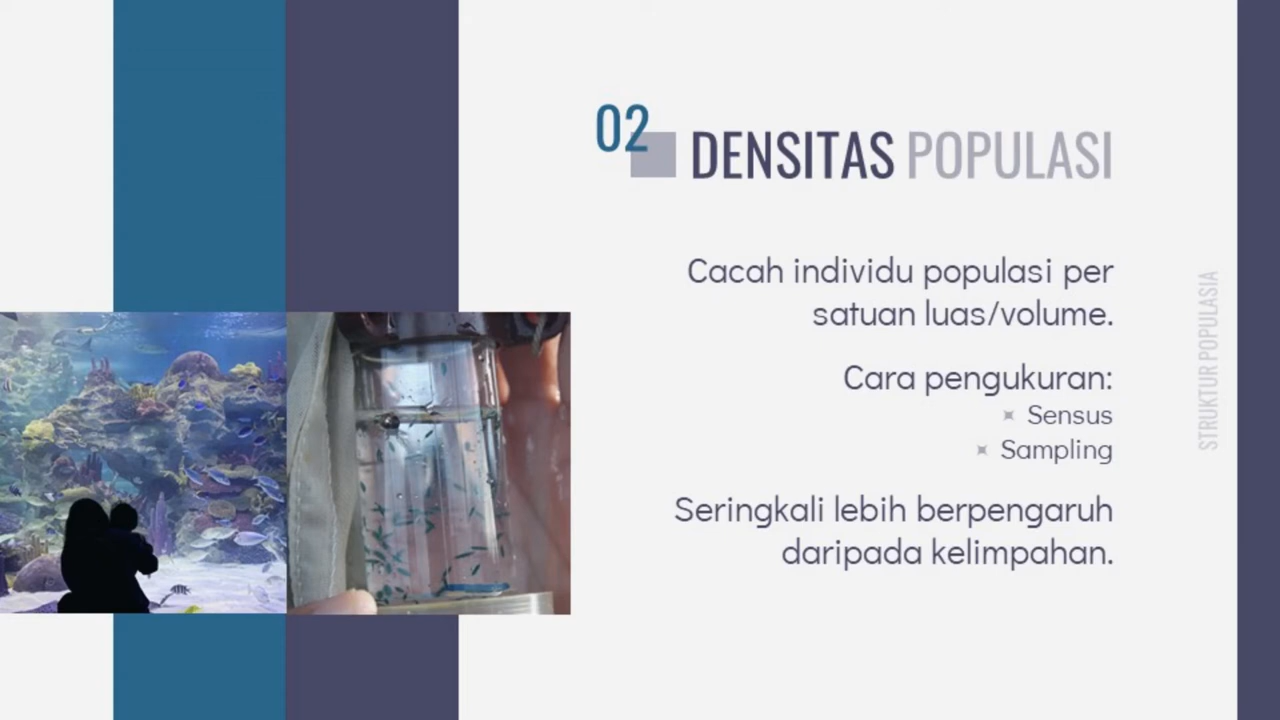 02
DENSITAS POPULASI
Cacah individu populasi per
satuan luas/volume.
Cara pengukuran:
Sensus
Sampling
Seringkali lebih berpengaruh
daripada kelimpahan.
STRUKTUR POPULASIA